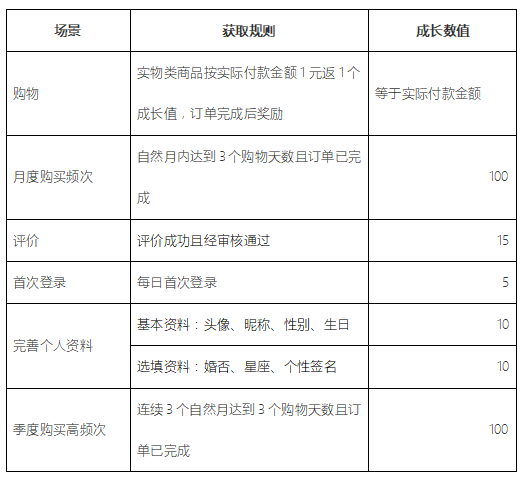 场景 获取规则 成长数值
购物
实物类商品按实际付款金额1元返1个
成长值，订单完成后奖励
等于实际付款金额
月度购买频次
自然月内达到3个购物天数且订单已完
成
100
评价 评价成功且经审核通过 15
首次登录 每日首次登录 5
完善个人资料
基本资料：头像、昵称、性别、生日 10
选填资料：婚否、星座、个性签名 10
季度购买高频次
连续3个自然月达到3个购物天数且订
单已完成
100